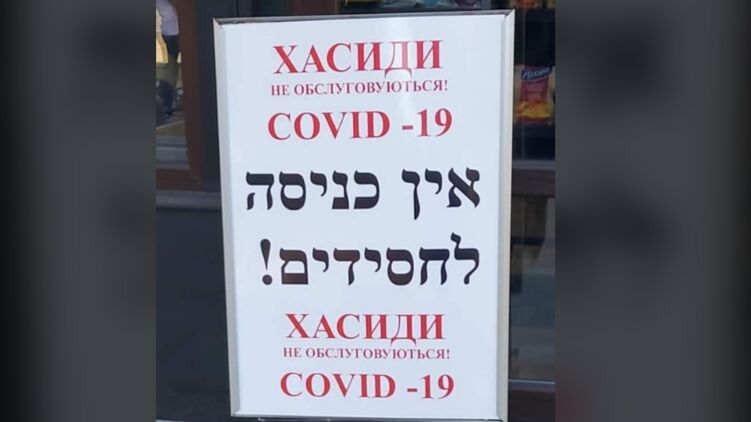 ХАСИДИ
НЕ ОБСЛУГОВУЮТЬСЯ!
COVID -19
אין כניסה
לחסידים!
ХАСИДИ
НЕ ОБСЛУГОВУЮТЬСЯ!
COVID -19